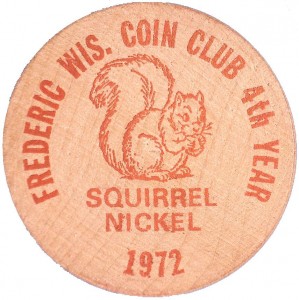 FREDERIC WIS. COIN CLUB 4th YEAR
SQUIRREL
NICKEL
1972